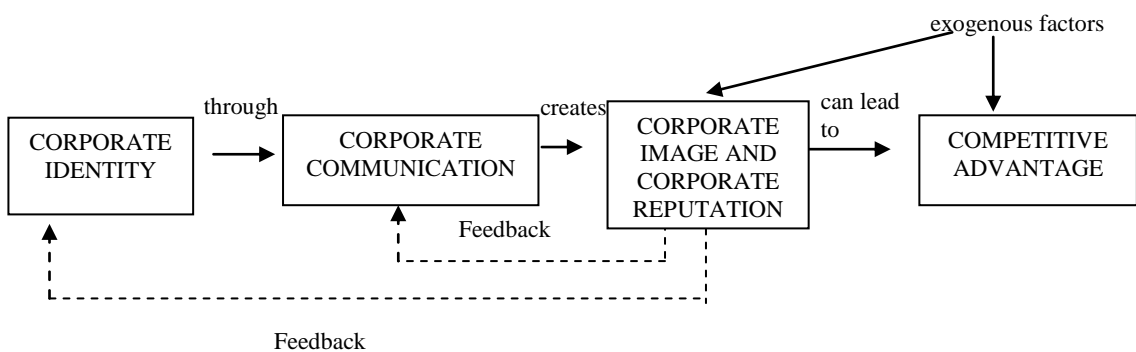 exogenous factors
through
creates
can lead
to
CORPORATE
IDENTITY
CORPORATE
COMMUNICATION
CORPORATE
IMAGE AND
CORPORATE
REPUTATION
COMPETITIVE
ADVANTAGE
Feedback
Feedback